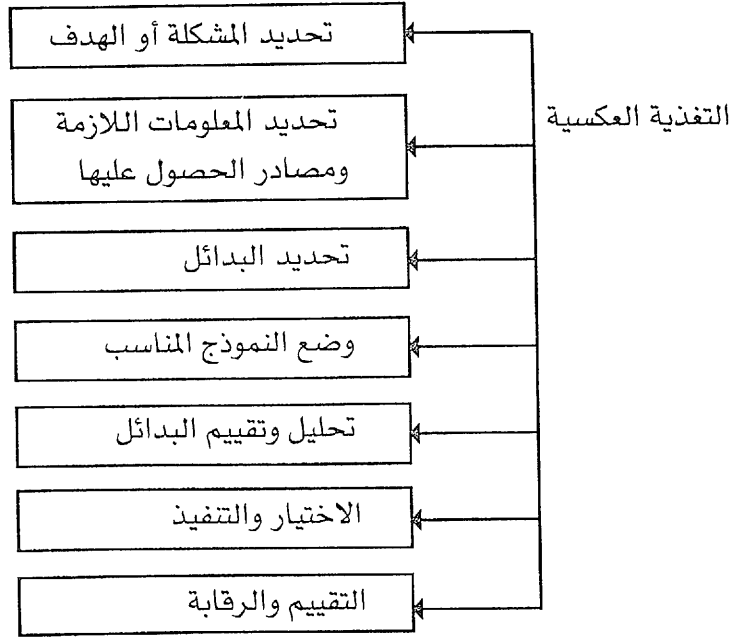 تحديد المشكلة أو الهدف
تحديد المعلومات اللازمة
ومصادر الحصول عليها
التغذية العكسية
تحديد البدائل
وضع النموذج المناسب
تحليل وتقييم البدائل
الاختيار والتنفيذ
التقييم والرقابة